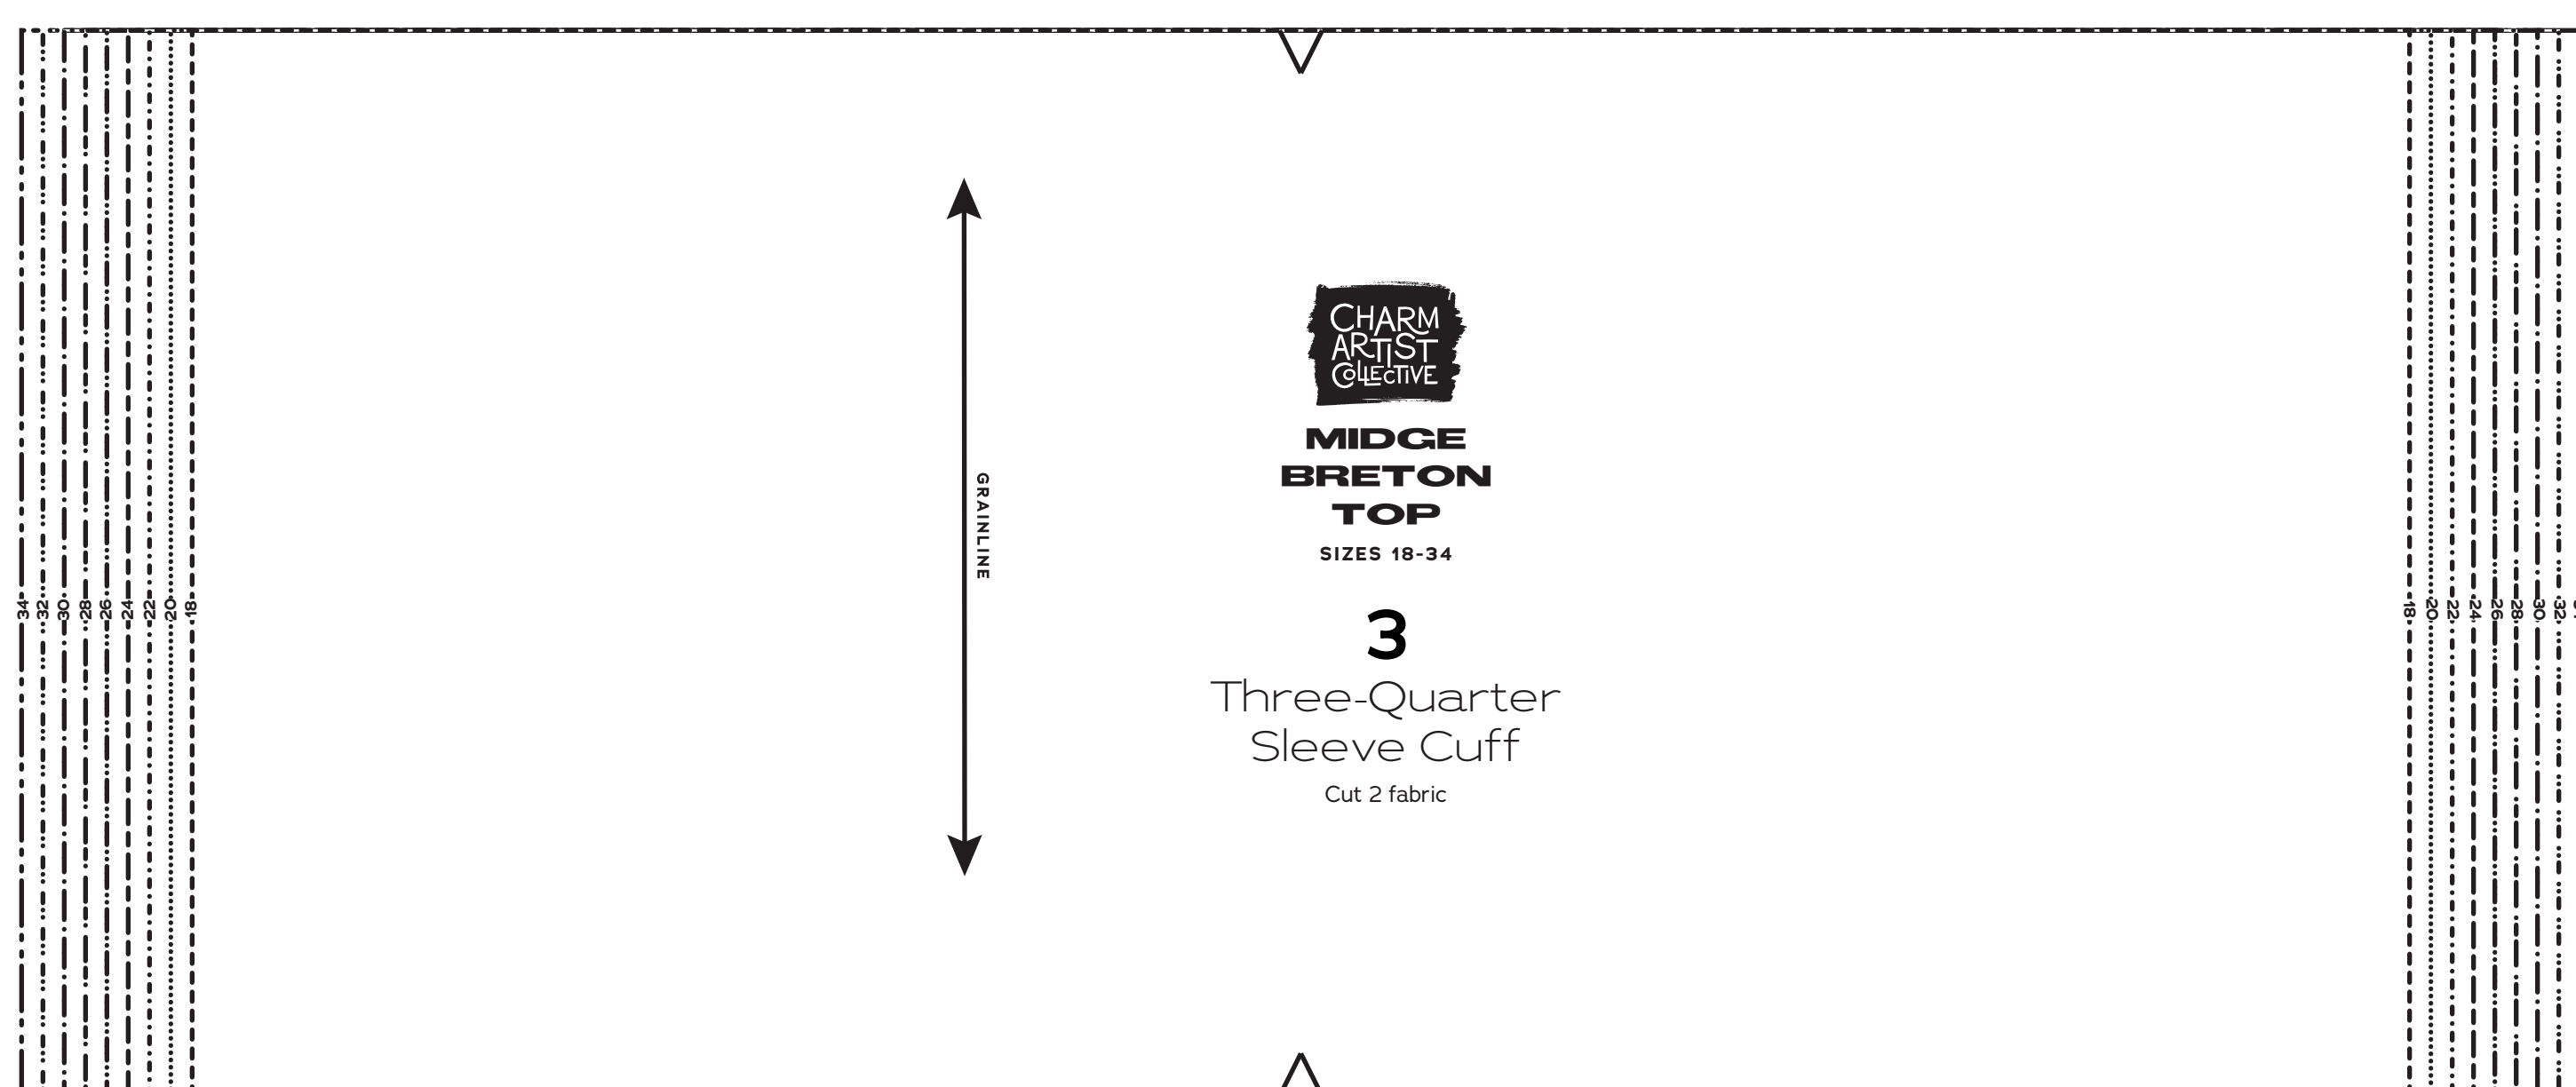 34
32
30
28
26
24
22
20
18
GRAINLINE
CHARM
ARTIST
COLLECTIVE
MIDGE
BRETON
TOP
SIZES 18-34
3
Three-Quarter
Sleeve Cuff
Cut 2 fabric
18
20
22
24
26
28
30
32